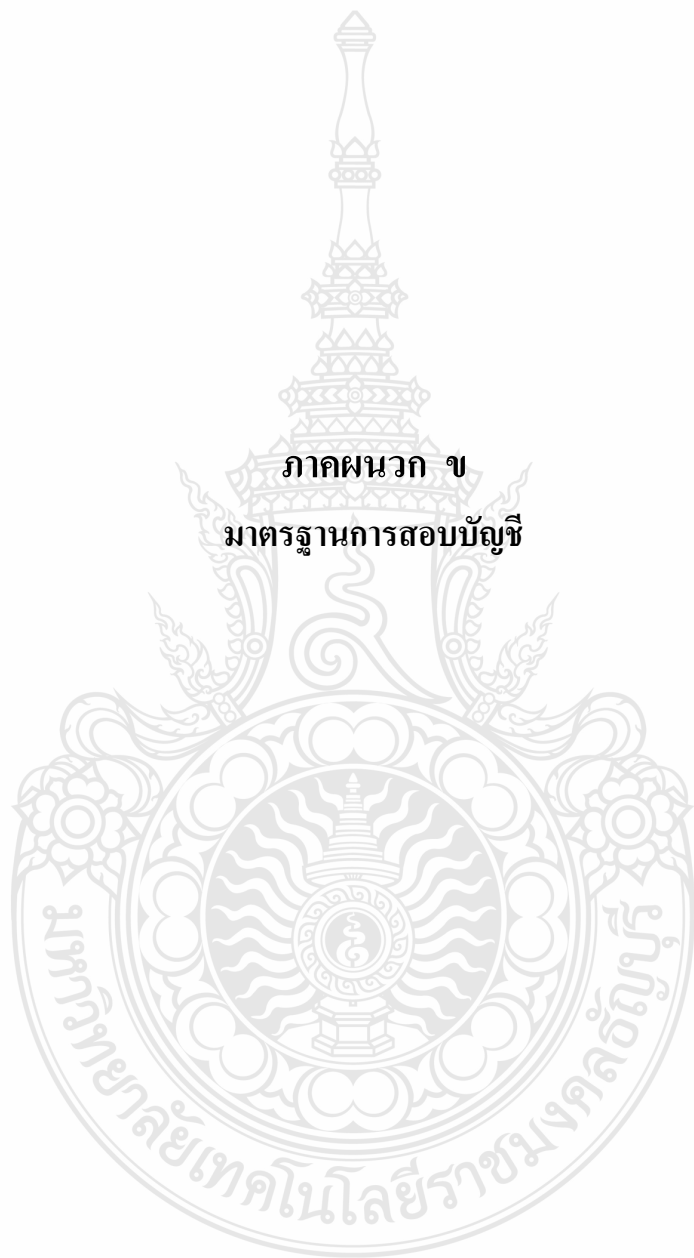 ภาคผนวก ข
มาตรฐานการสอบบัญชี
มหาวิทยาลัยเทคโนโลยีราชมงคลธัญบุรี